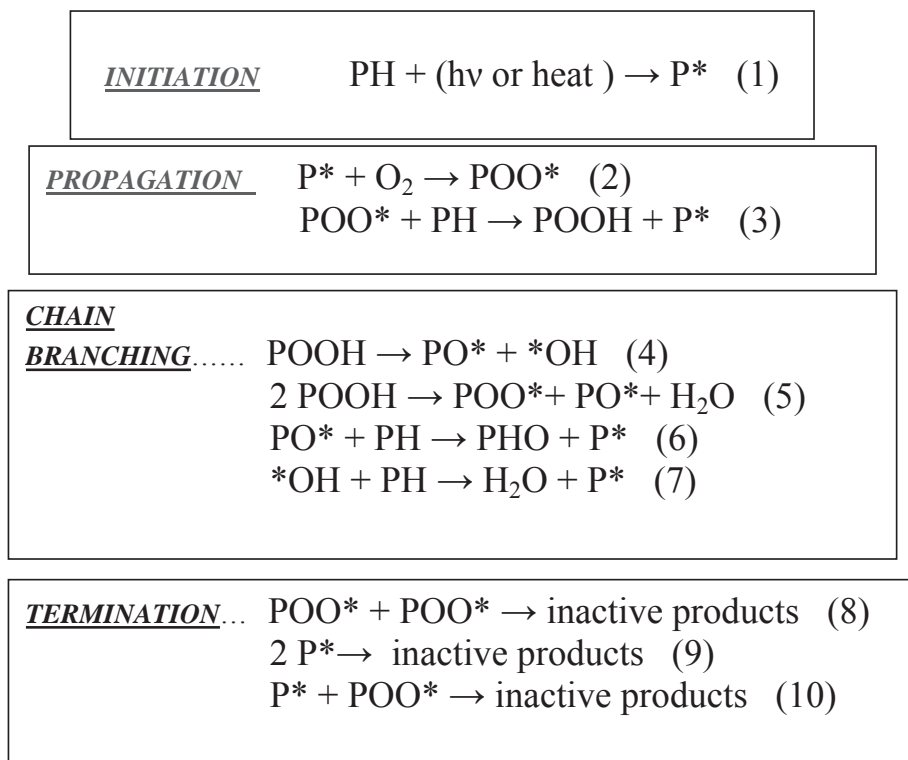 INITIATION PH + (hν or heat ) → P* (1)
PROPAGATION P* + O₂ → POO* (2)
POO* + PH → POOH + P* (3)
CHAIN
BRANCHING...... POOH → PO* + *OH (4)
2 POOH → POO*+ PO*+ H₂O (5)
PO* + PH → PHO + P* (6)
*OH + PH → H₂O + P* (7)
TERMINATION... POO* + POO* → inactive products (8)
2 P*→ inactive products (9)
P* + POO* → inactive products (10)